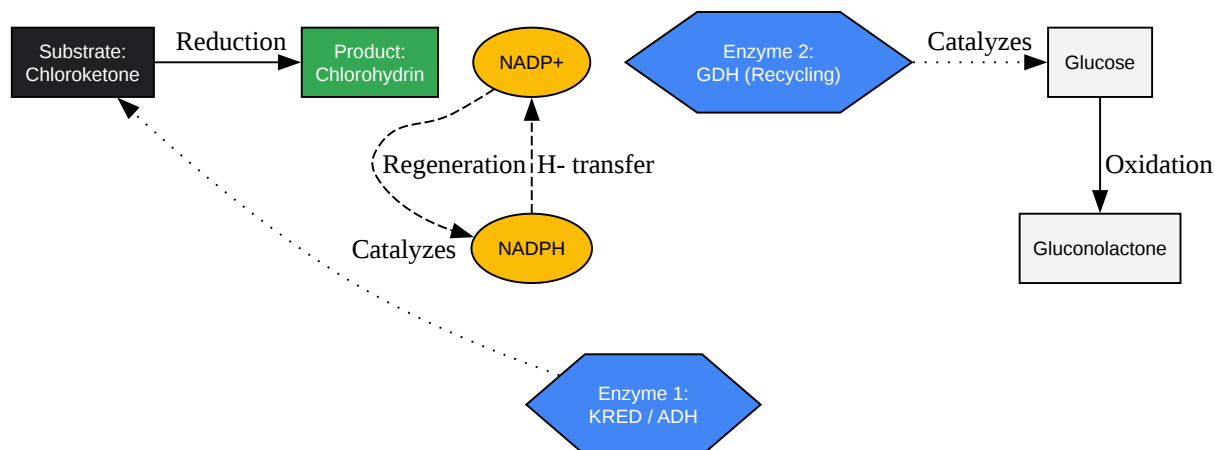 Substrate:
Chloroketone
Reduction
Product:
Chlorohydrin
NADP+
Enzyme 2:
GDH (Recycling)
Catalyzes
Glucose
Regeneration
H- transfer
Oxidation
Catalyzes
NADPH
Gluconolactone
Enzyme 1:
KRED / ADH